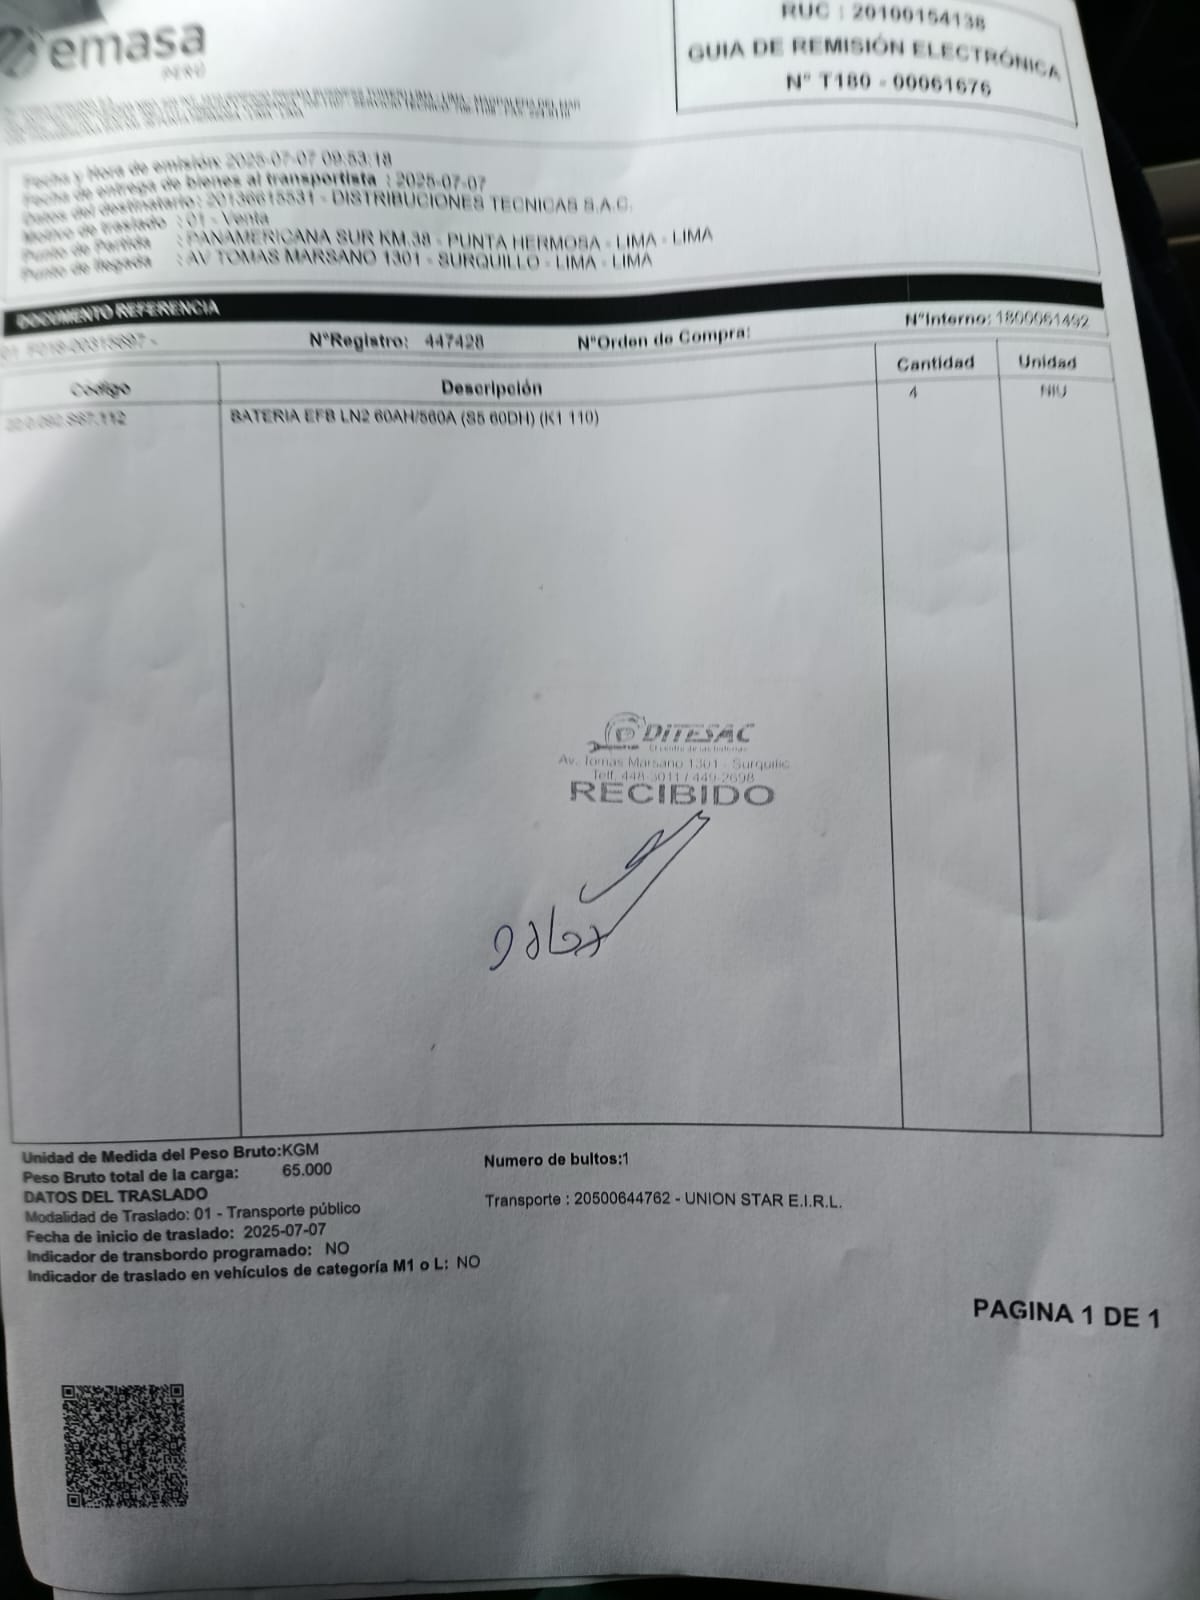 emasa
PERÚ
RUC : 20100154138
GUIA DE REMISIÓN ELECTRÓNICA
N° T180 - 00061676
Fecha y Hora de emisión: 2025-07-07 09:53:18
Fecha de entrega de bienes al transportista : 2025-07-07
Datos del destinatario : 20136615531 - DISTRIBUCIONES TECNICAS S.A.C.
Motivo de traslado : 01 - Venta
Punto de Partida : PANAMERICANA SUR KM.38 - PUNTA HERMOSA - LIMA - LIMA
Punto de llegada : AV TOMAS MARSANO 1301 - SURQUILLO - LIMA - LIMA
DOCUMENTO REFERENCIA
N°Registro: 447428 N°Orden de Compra: N°Interno: 1800061492
Código Descripción Cantidad Unidad
BATERIA EFB LN2 60AH/560A (S5 60DH) (K1 110) 4 NIU
DITESAC
Av. Tomas Marsano 1301 - Surquillo
Telf. 448-3011 / 449-2698
RECIBIDO
Unidad de Medida del Peso Bruto:KGM
Peso Bruto total de la carga: 65.000
Numero de bultos:1
DATOS DEL TRASLADO
Modalidad de Traslado: 01 - Transporte público
Transporte : 20500644762 - UNION STAR E.I.R.L.
Fecha de inicio de traslado: 2025-07-07
Indicador de transbordo programado: NO
Indicador de traslado en vehículos de categoría M1 o L: NO
PAGINA 1 DE 1